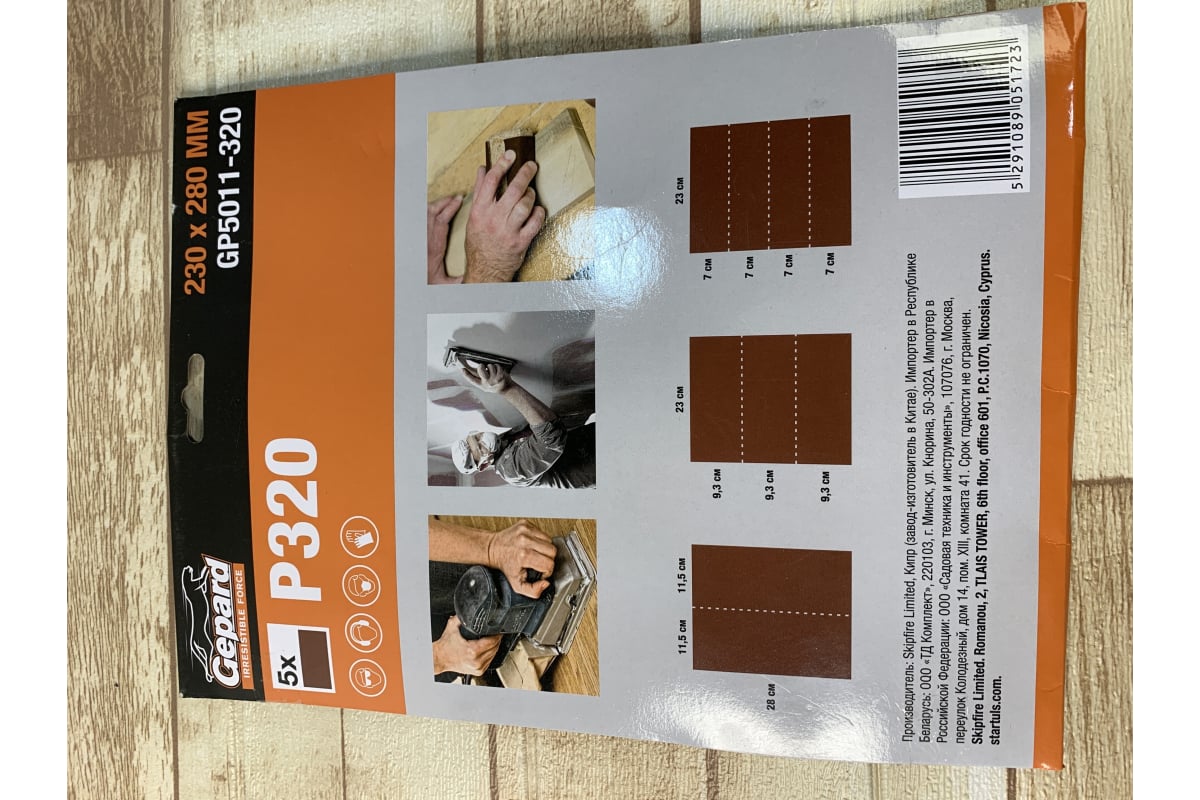 Gepard
IRRESISTIBLE FORCE
230 x 280 MM
GP5011-320
5x
P320
11,5 см
11,5 см
28 см
23 см
9,3 см
9,3 см
9,3 см
23 см
7 см
7 см
7 см
7 см
Производитель: Skipfire Limited, Кипр (завод-изготовитель в Китае). Импортер в Республике
Беларусь: ООО «ТД Комплект», 220103, г. Минск, ул. Кнорина, 50-302А. Импортер в
Российской Федерации: ООО «Садовая техника и инструменты», 107076, г. Москва,
переулок Колодезный, дом 14, пом. XIII, комната 41. Срок годности не ограничен.
Skipfire Limited. Romanou, 2, TLAIS TOWER, 6th floor, office 601, P.C.1070, Nicosia, Cyprus.
startuls.com.
5 291089 051723